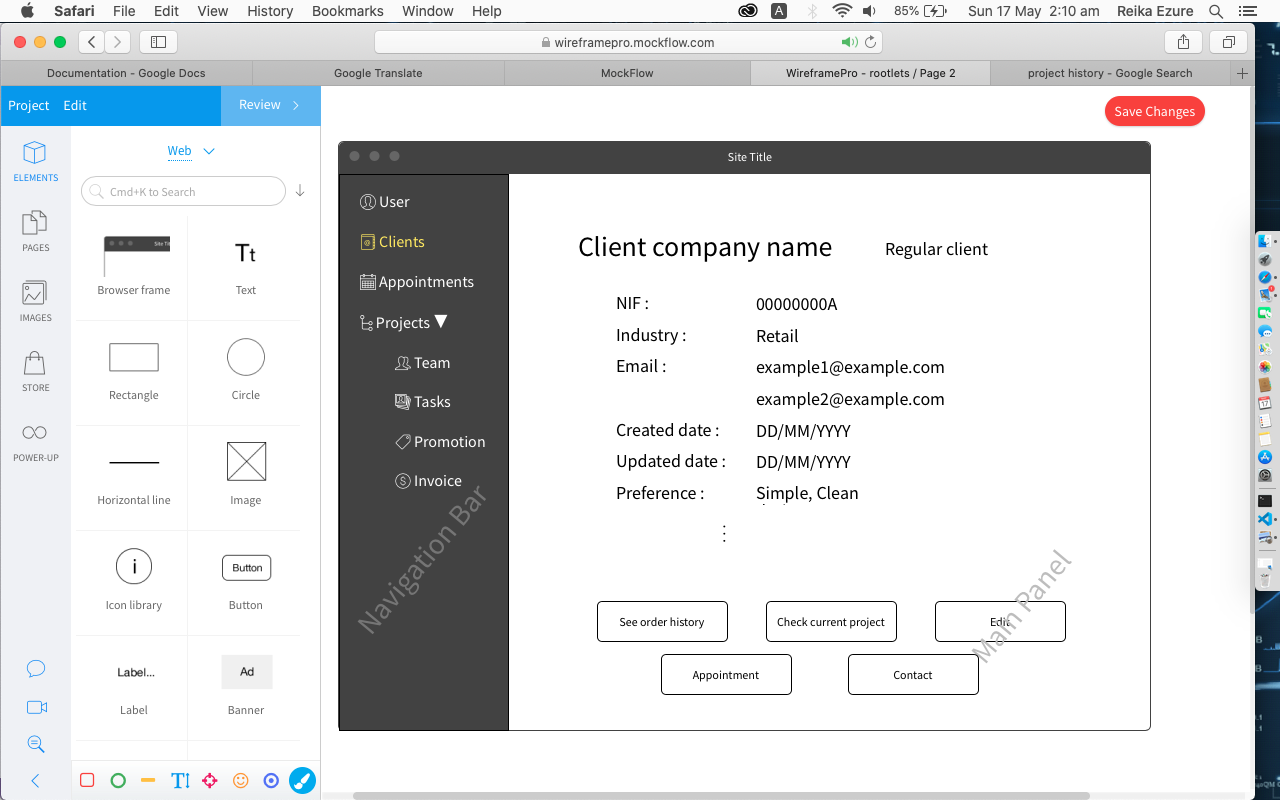 Safari File Edit View History Bookmarks Window Help A 85% Sun 17 May 2:10 am Reika Ezure
wireframepro.mockflow.com
Documentation - Google Docs Google Translate MockFlow WireframePro - rootlets / Page 2 project history - Google Search
Project Edit Review
Save Changes
ELEMENTS
PAGES
IMAGES
STORE
POWER-UP
Web
Cmd+K to Search
Site Tit
Browser frame
Tt
Text
Rectangle
Circle
Horizontal line
Image
i
Icon library
Button
Button
Label...
Label
Ad
Banner
T
Site Title
User
Clients
Appointments
Projects
Team
Tasks
Promotion
Invoice
Navigation Bar
Client company name Regular client
NIF : 00000000A
Industry : Retail
Email : example1@example.com
example2@example.com
Created date : DD/MM/YYYY
Updated date : DD/MM/YYYY
Preference : Simple, Clean
:
See order history Check current project Edit
Appointment Contact
Main Panel